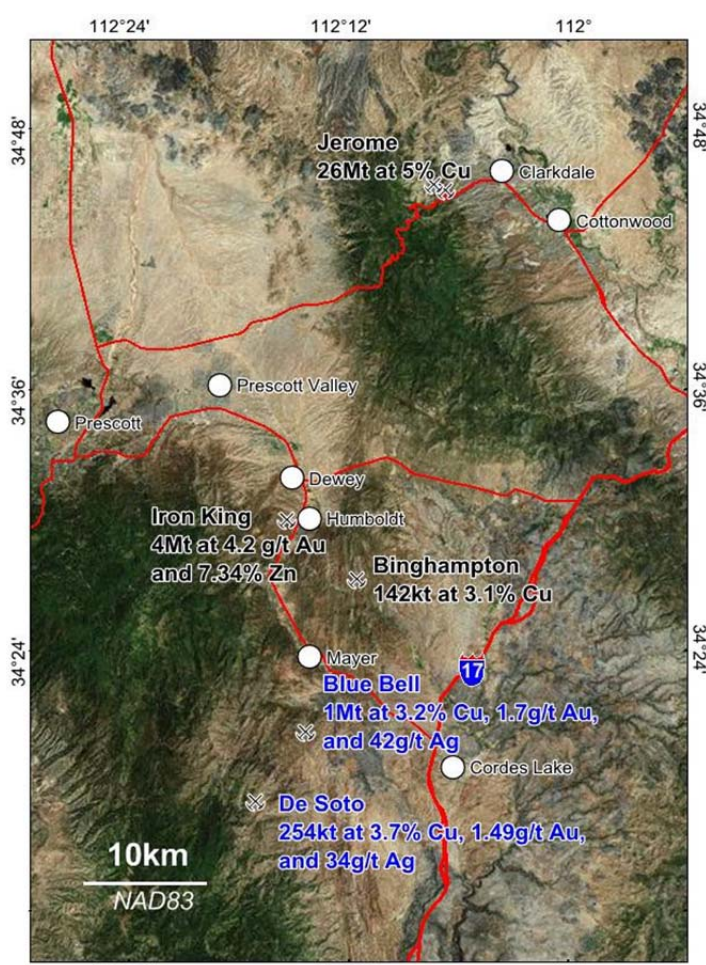 112°24' 112°12' 112°
34°48' 34°48'
Jerome
26Mt at 5% Cu
Clarkdale
Cottonwood
34°36' 34°36'
Prescott Valley
Prescott
Dewey
Iron King
4Mt at 4.2 g/t Au
and 7.34% Zn
Humboldt
Binghampton
142kt at 3.1% Cu
34°24' 34°24'
Mayer
17
Blue Bell
1Mt at 3.2% Cu, 1.7g/t Au,
and 42g/t Ag
Cordes Lake
De Soto
254kt at 3.7% Cu, 1.49g/t Au,
and 34g/t Ag
10km
NAD83